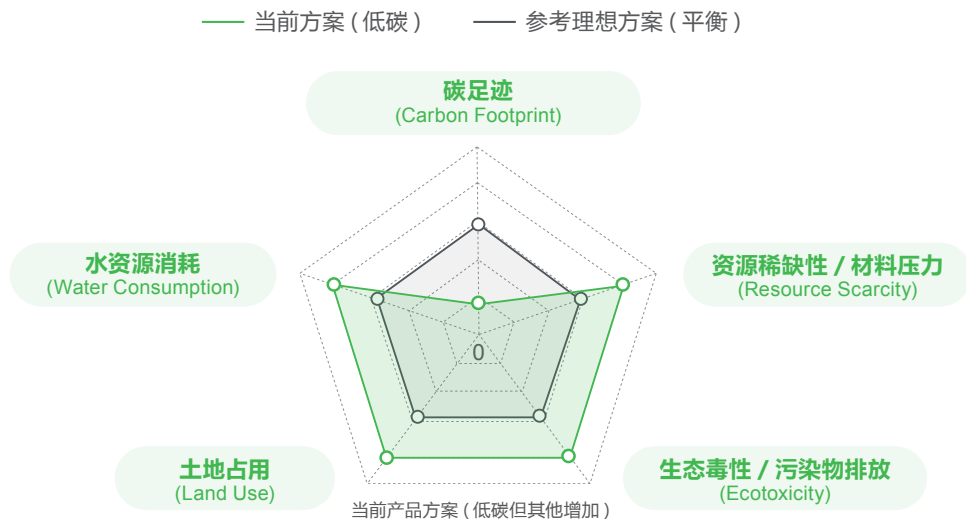 当前方案 ( 低碳 )
参考理想方案 ( 平衡 )
碳足迹
(Carbon Footprint)
水资源消耗
(Water Consumption)
资源稀缺性 / 材料压力
(Resource Scarcity)
0
土地占用
(Land Use)
生态毒性 / 污染物排放
(Ecotoxicity)
当前产品方案 ( 低碳但其他增加 )